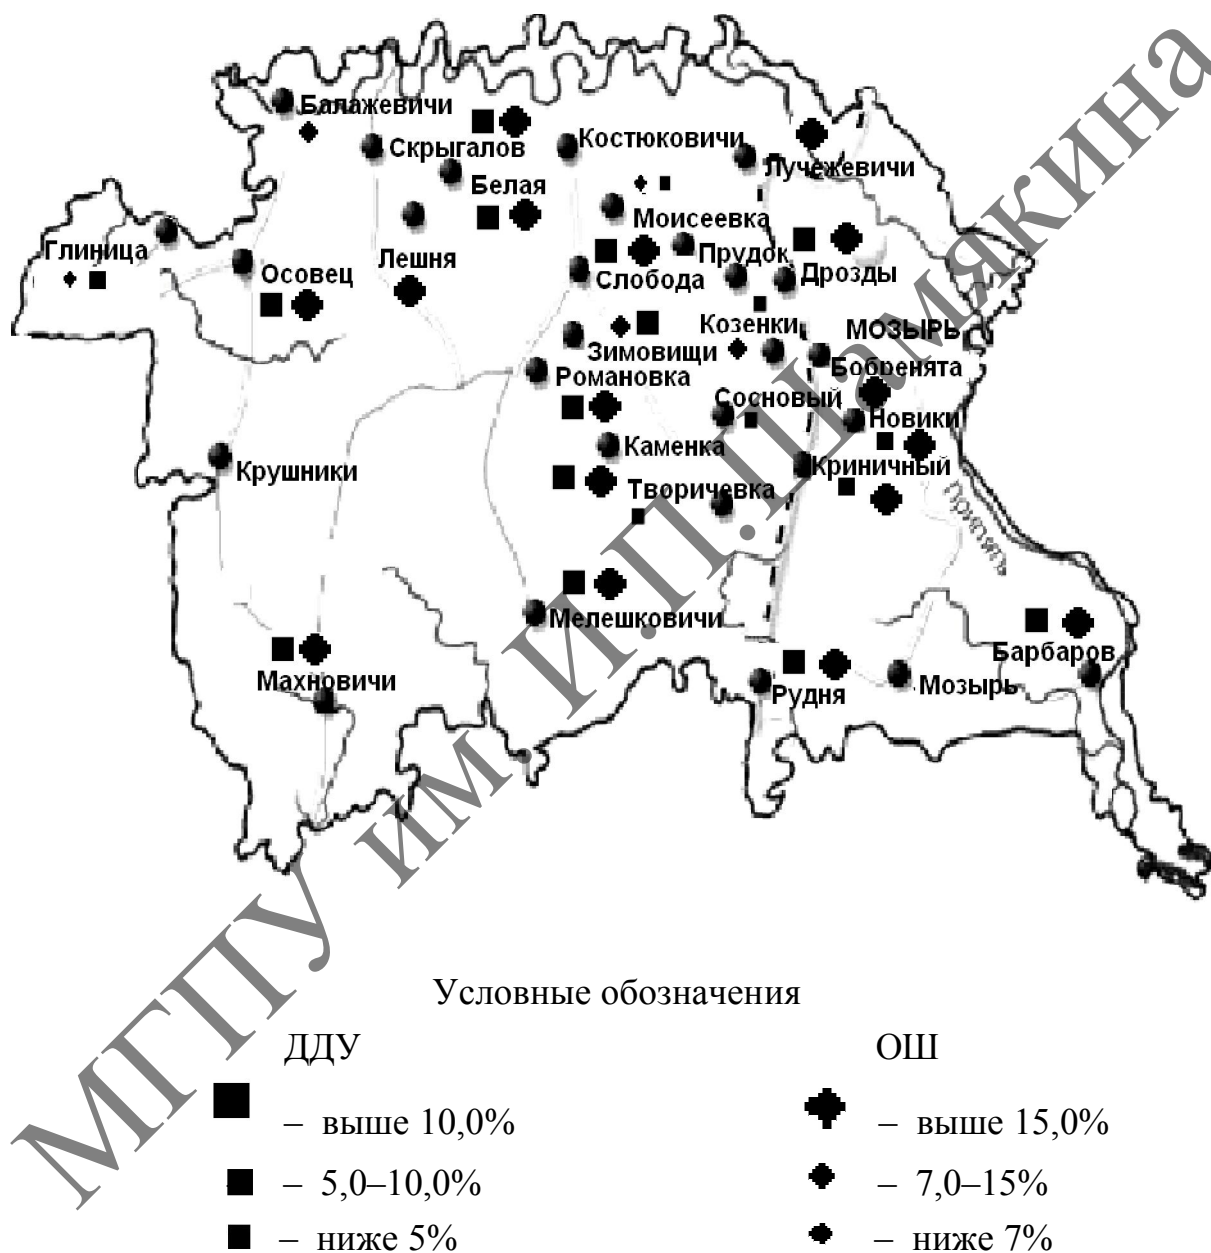 Балажевичи
Скрыгалов
Костюковичи
Лучежевичи
Белая
Моисеевка
Глиница
Осовец
Лешня
Прудок
Слобода
Дрозды
Козенки
МОЗЫРЬ
Зимовищи
Бобренята
Романовка
Сосновый
Новики
Каменка
Крушники
Криничный
Творичевка
Припять
Мелешковичи
Барбаров
Махновичи
Рудня
Мозырь
МГПУ им. И.П.Шамякина
Условные обозначения
ДДУ
ОШ
– выше 10,0%
– выше 15,0%
– 5,0–10,0%
– 7,0–15%
– ниже 5%
– ниже 7%